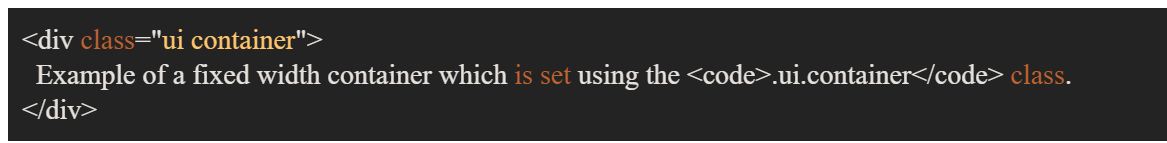 <div class="ui container">
  Example of a fixed width container which is set using the <code>.ui.container</code> class.
</div>